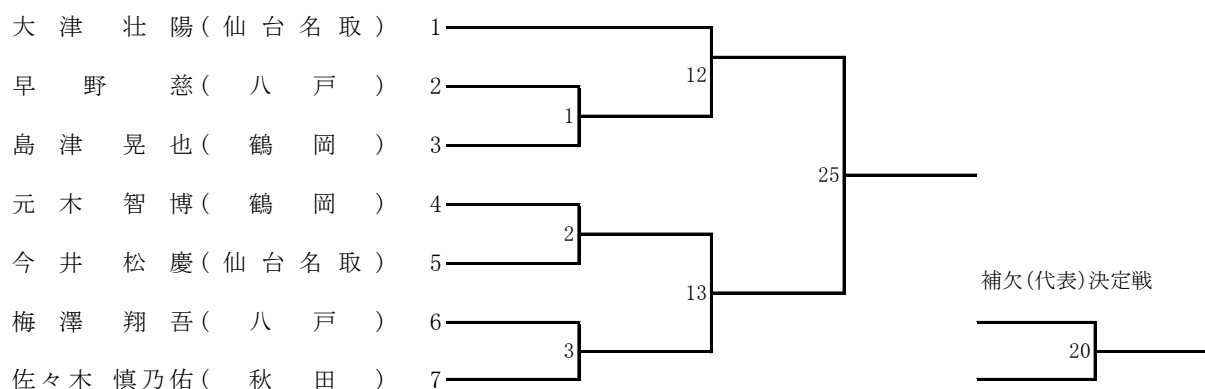 大津 壮陽(仙台名取) 1
12
早野 慈(八戸) 2
1
島津 晃也(鶴岡) 3
25
元木 智博(鶴岡) 4
2
今井 松慶(仙台名取) 5
補欠(代表)決定戦
13
梅澤 翔吾(八戸) 6
3
20
佐々木 慎乃佑(秋田) 7